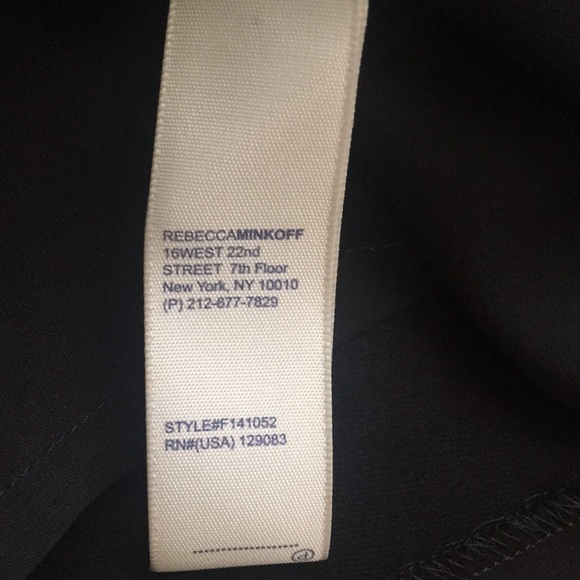 REBECCAMINKOFF
16WEST 22nd
STREET 7th Floor
New York, NY 10010
(P) 212-677-7829
STYLE#F141052
RN#(USA) 129083
P